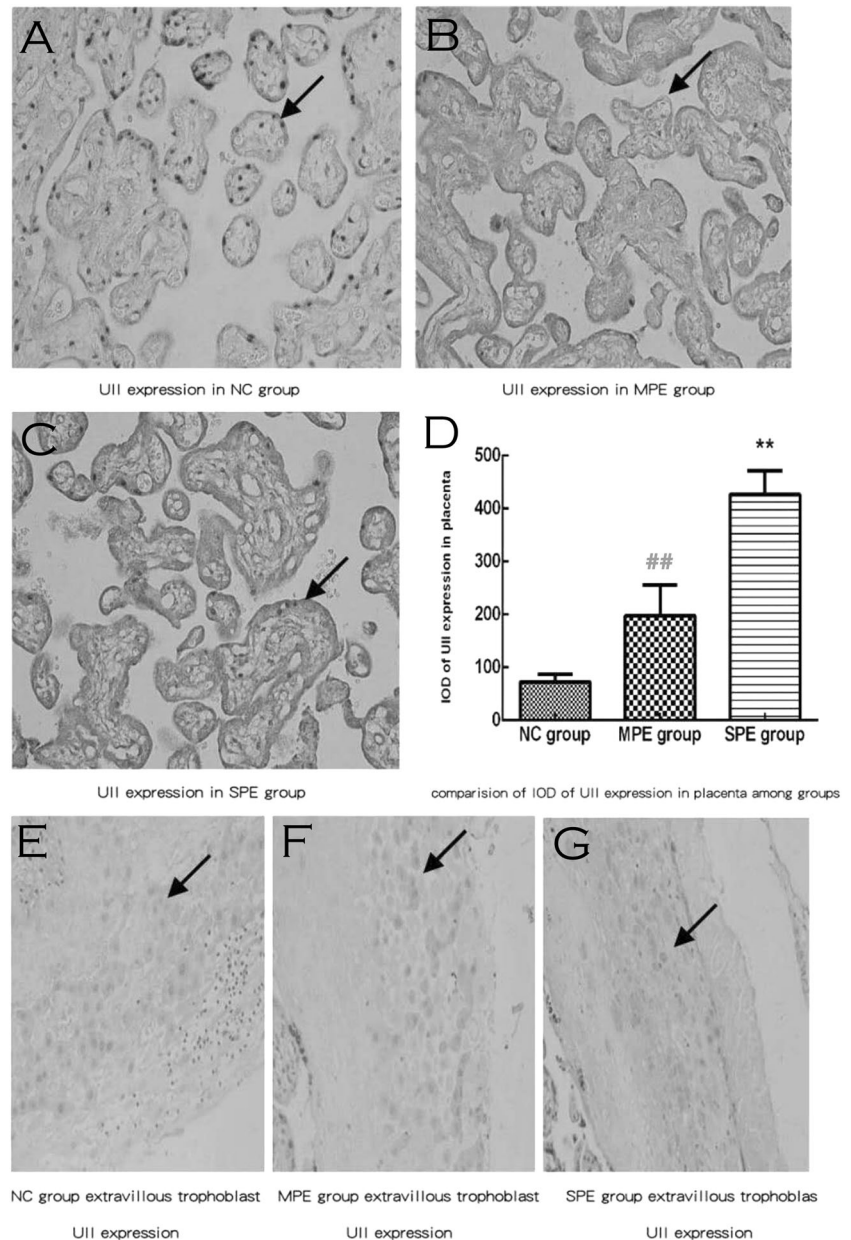 A
B
UII expression in NC group
UII expression in MPE group
C
D
IOD of UII expression in placenta
500
400
300
200
100
0
##
**
NC group
MPE group
SPE group
UII expression in SPE group
comparision of IOD of UII expression in placenta among groups
E
F
G
NC group extravillous trophoblast
UII expression
MPE group extravillous trophoblast
UII expression
SPE group extravillous trophoblas
UII expression